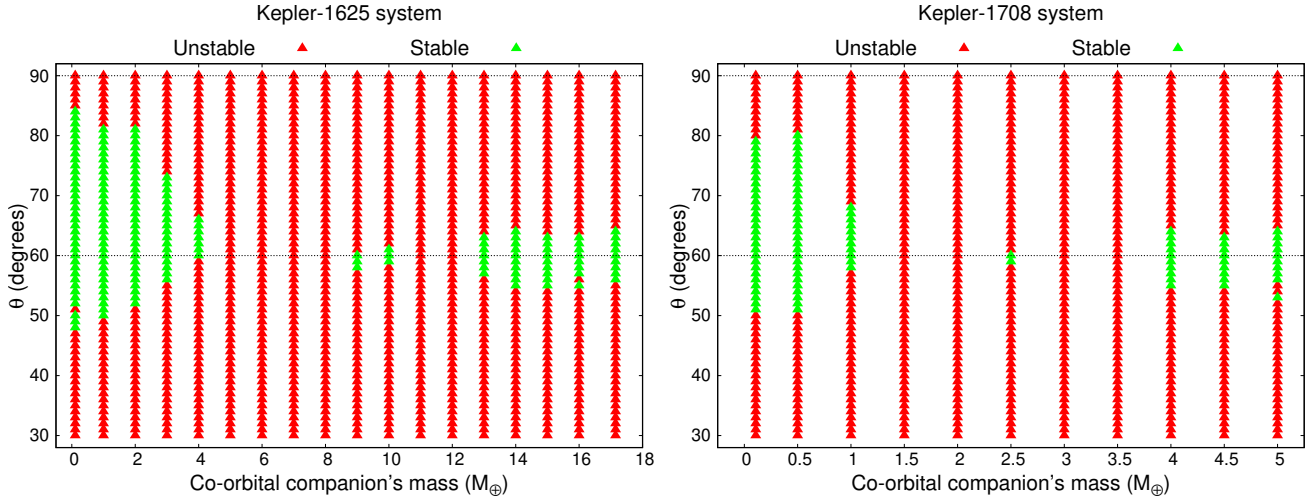 Kepler-1625 system
Unstable ▲ Stable ▲
90
80
70
60
50
40
30
θ (degrees)
0 2 4 6 8 10 12 14 16 18
Co-orbital companion's mass (M⊕)
Kepler-1708 system
Unstable ▲ Stable ▲
90
80
70
60
50
40
30
θ (degrees)
0 0.5 1 1.5 2 2.5 3 3.5 4 4.5 5
Co-orbital companion's mass (M⊕)